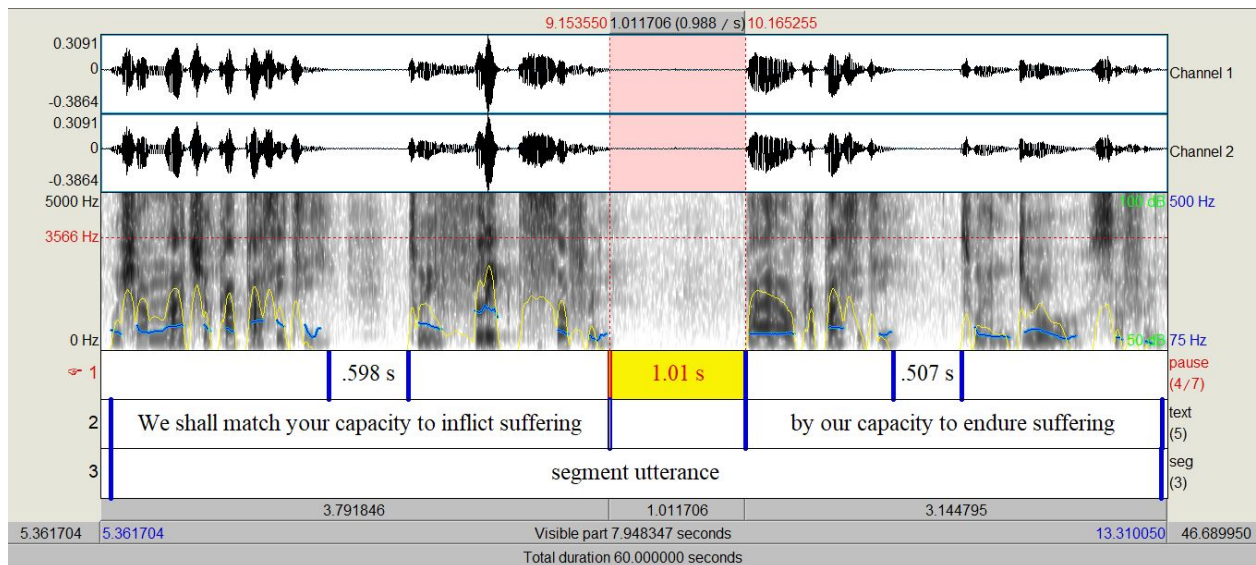 9.153550 1.011706 (0.988 / s) 10.165255
0.3091
0
-0.3864
Channel 1
0.3091
0
-0.3864
Channel 2
5000 Hz
100 dB 500 Hz
3566 Hz
0 Hz
50 dB 75 Hz
1 .598 s 1.01 s .507 s pause
(4/7)
2 We shall match your capacity to inflict suffering by our capacity to endure suffering text
(5)
3 segment utterance seg
(3)
3.791846 1.011706 3.144795
5.361704 5.361704 Visible part 7.948347 seconds 13.310050 46.689950
Total duration 60.000000 seconds